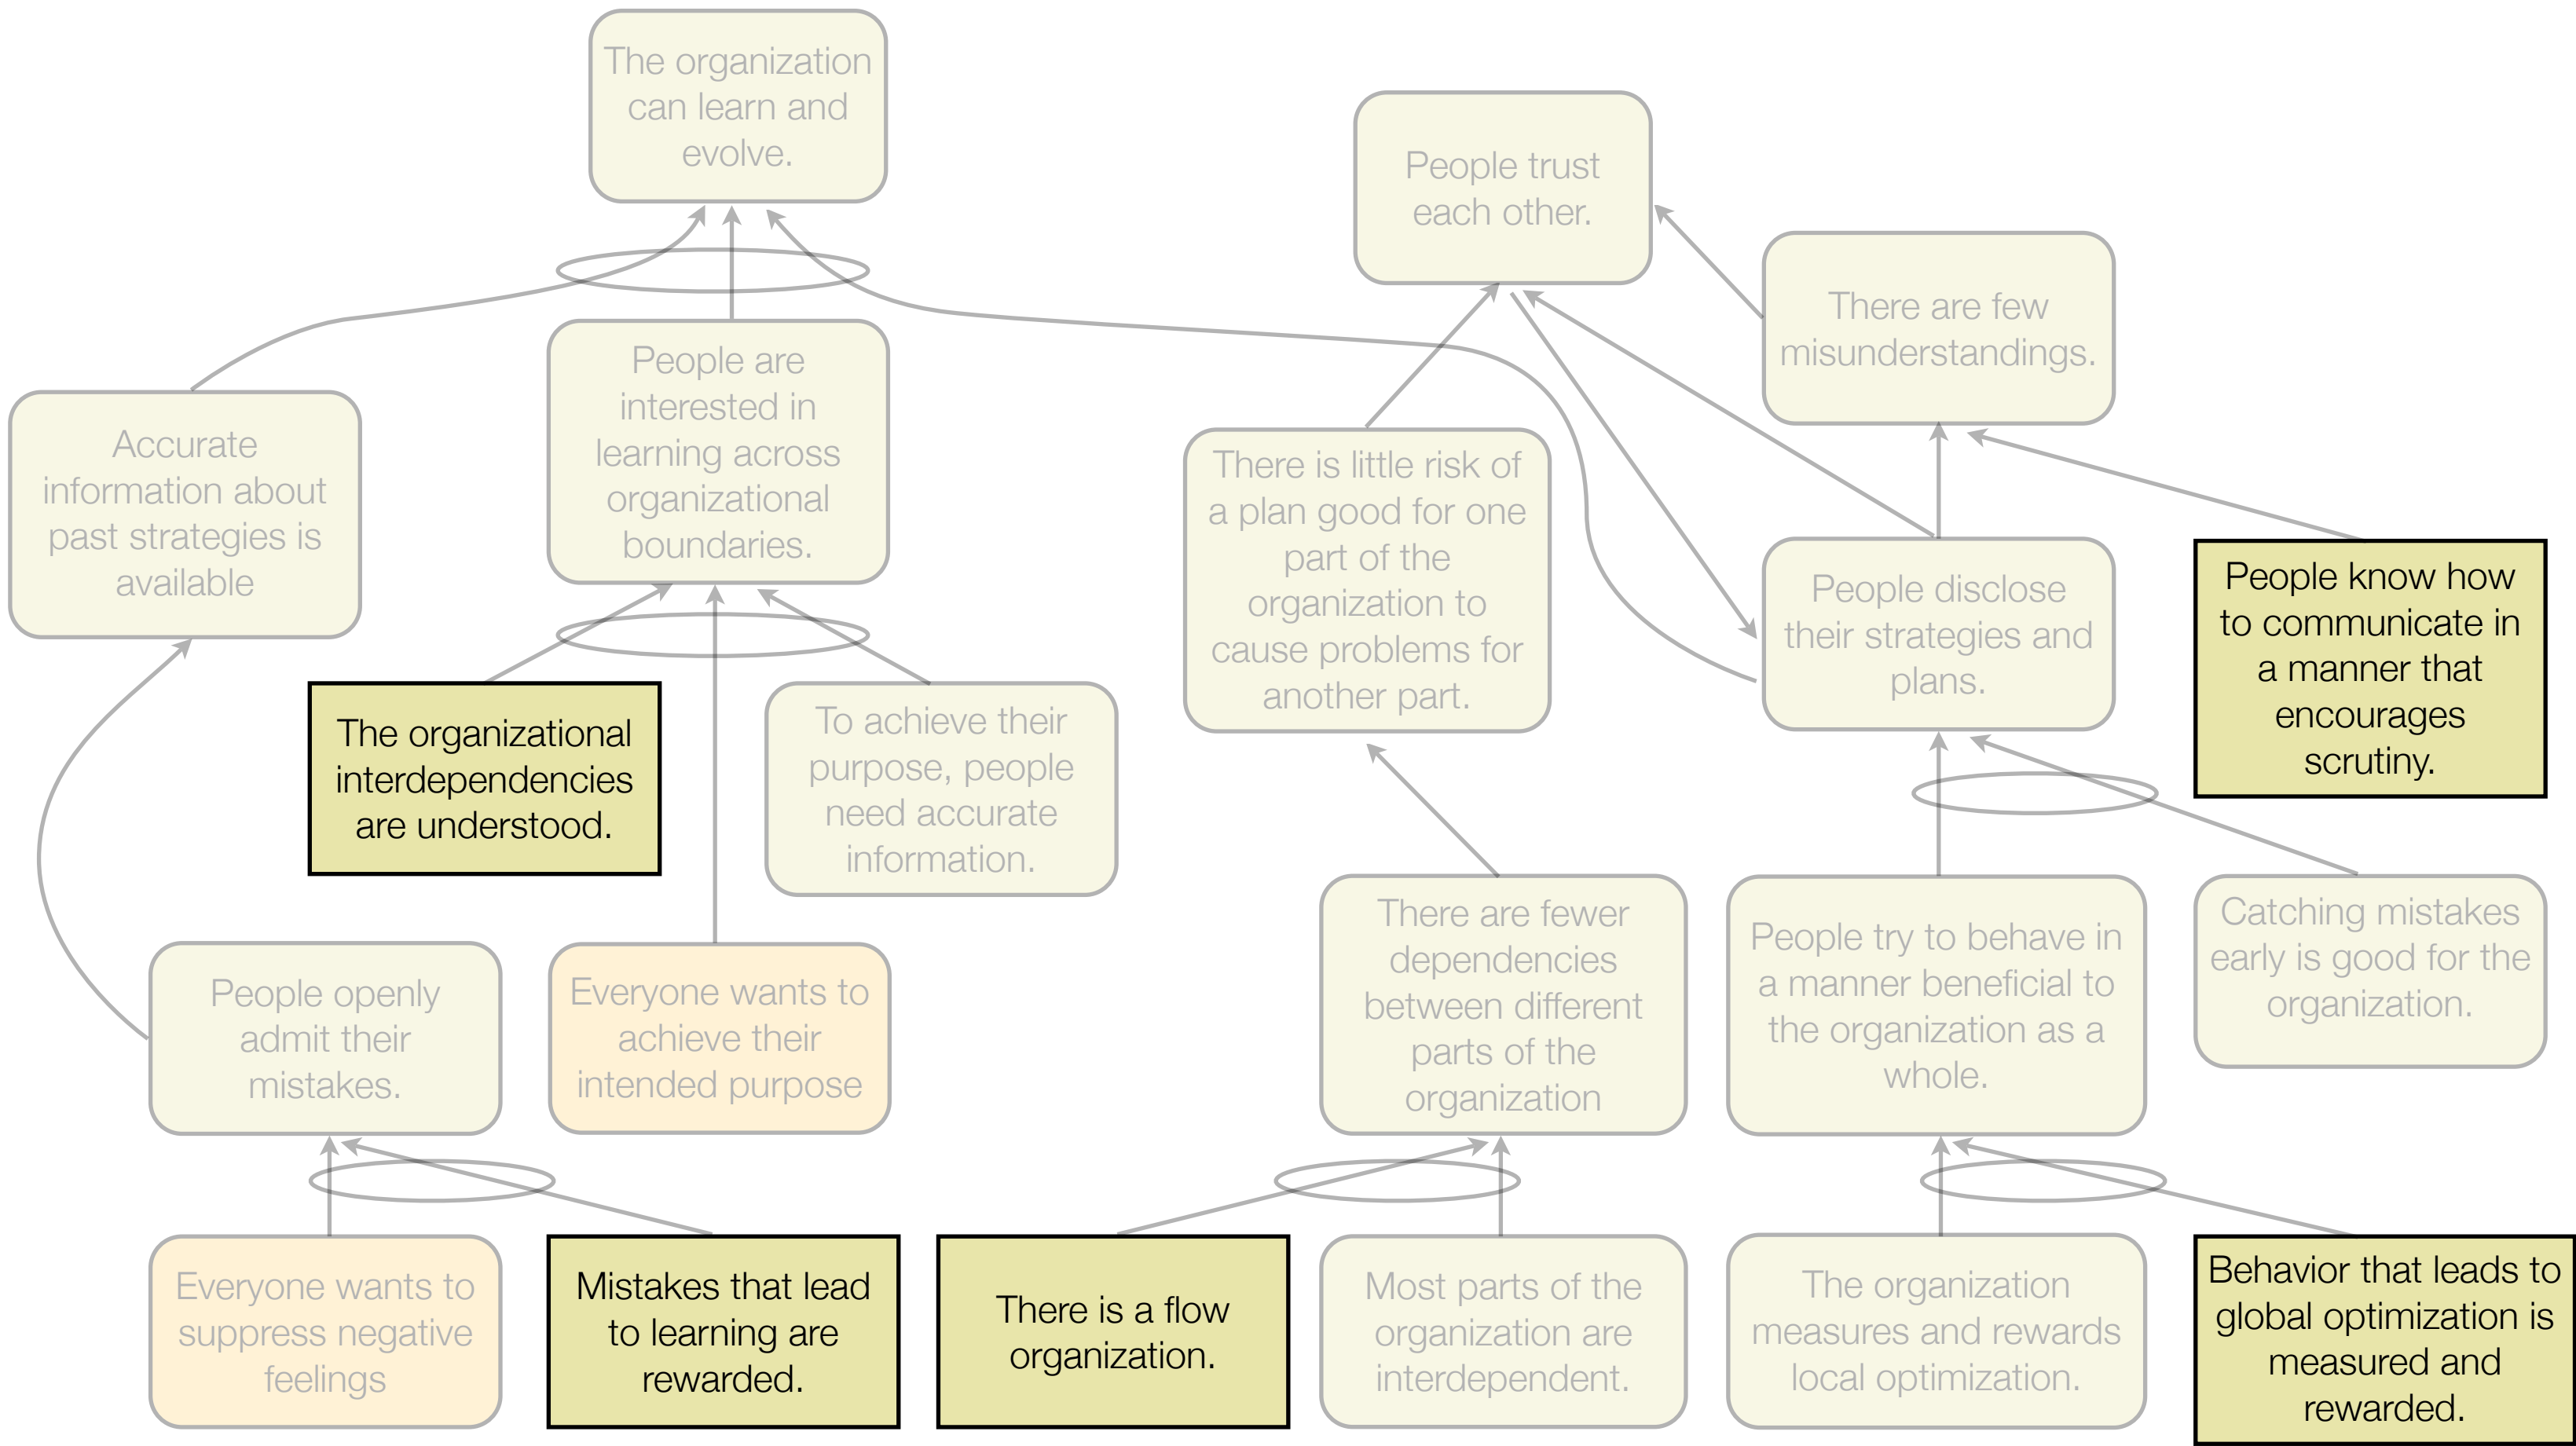 The organization
can learn and
evolve.
People trust
each other.
There are few
misunderstandings.
People are
interested in
learning across
organizational
boundaries.
Accurate
information about
past strategies is
available
There is little risk of
a plan good for one
part of the
organization to
cause problems for
another part.
People disclose
their strategies and
plans.
People know how
to communicate in
a manner that
encourages
scrutiny.
The organizational
interdependencies
are understood.
To achieve their
purpose, people
need accurate
information.
There are fewer
dependencies
between different
parts of the
organization
People try to behave in
a manner beneficial to
the organization as a
whole.
Catching mistakes
early is good for the
organization.
People openly
admit their
mistakes.
Everyone wants to
achieve their
intended purpose
Everyone wants to
suppress negative
feelings
Mistakes that lead
to learning are
rewarded.
There is a flow
organization.
Most parts of the
organization are
interdependent.
The organization
measures and rewards
local optimization.
Behavior that leads to
global optimization is
measured and
rewarded.